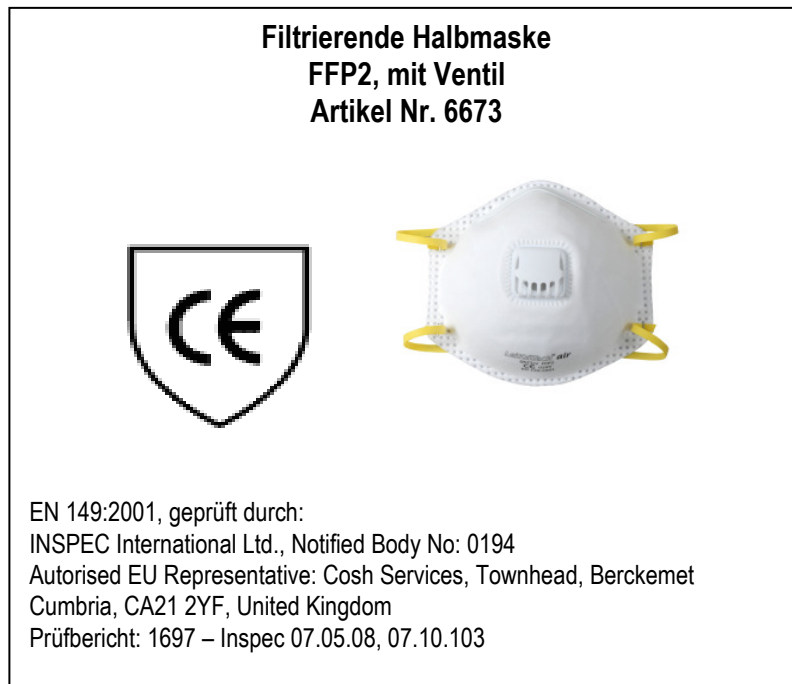 Filtrierende Halbmaske
FFP2, mit Ventil
Artikel Nr. 6673
CE
air
CE
EN 149:2001, geprüft durch:
INSPEC International Ltd., Notified Body No: 0194
Autorised EU Representative: Cosh Services, Townhead, Berckemet
Cumbria, CA21 2YF, United Kingdom
Prüfbericht: 1697 – Inspec 07.05.08, 07.10.103